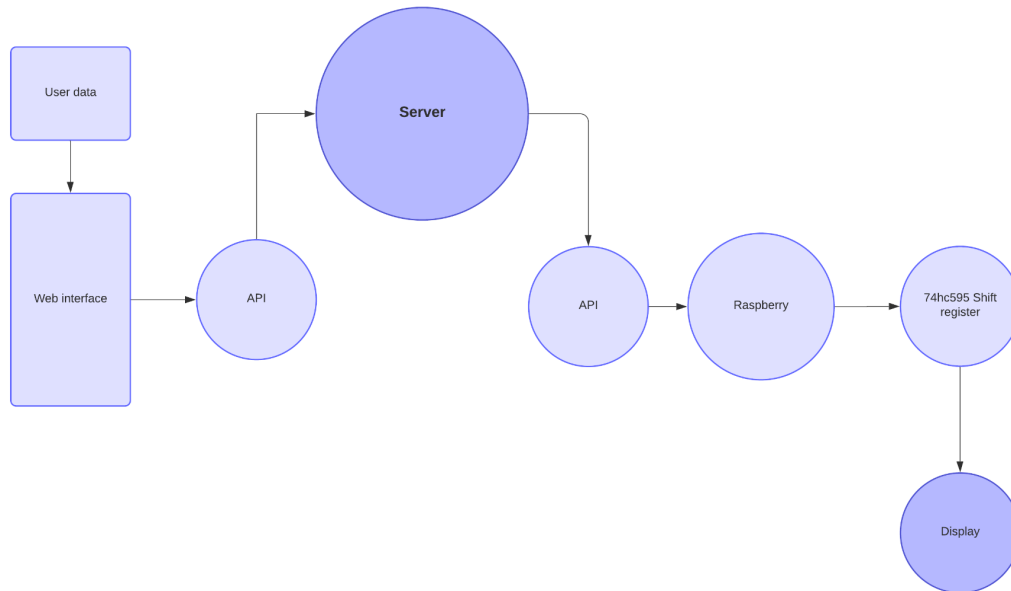 User data
Server
Web interface
API
API
Raspberry
74hc595 Shift
register
Display